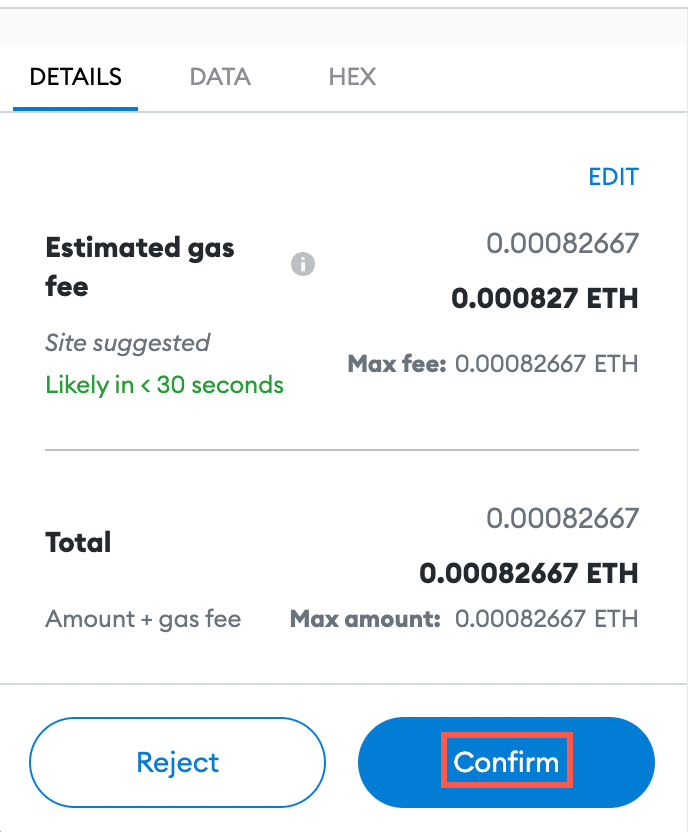 DETAILS DATA HEX
EDIT
Estimated gas
fee
i
0.00082667
0.000827 ETH
Site suggested
Likely in < 30 seconds
Max fee: 0.00082667 ETH
Total
0.00082667
0.00082667 ETH
Amount + gas fee
Max amount: 0.00082667 ETH
Reject
Confirm